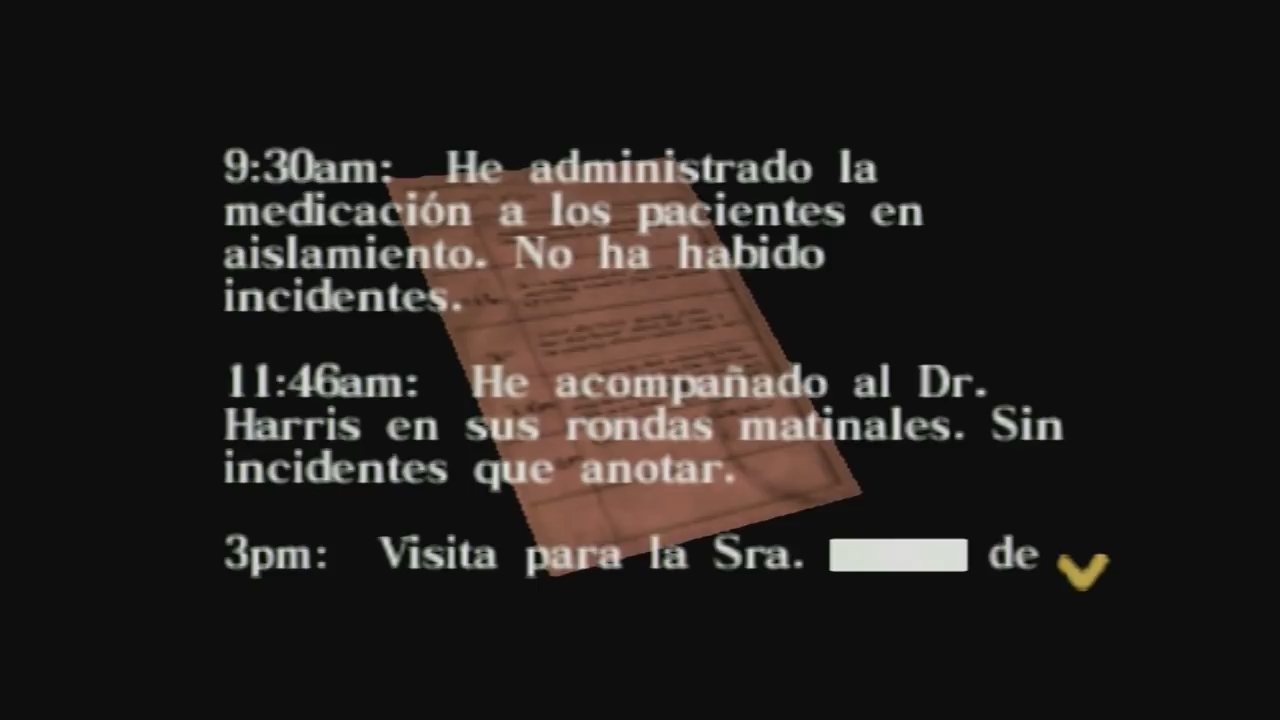 9:30am: He administrado la
medicación a los pacientes en
aislamiento. No ha habido
incidentes.
11:46am: He acompañado al Dr.
Harris en sus rondas matinales. Sin
incidentes que anotar.
3pm: Visita para la Sra. de